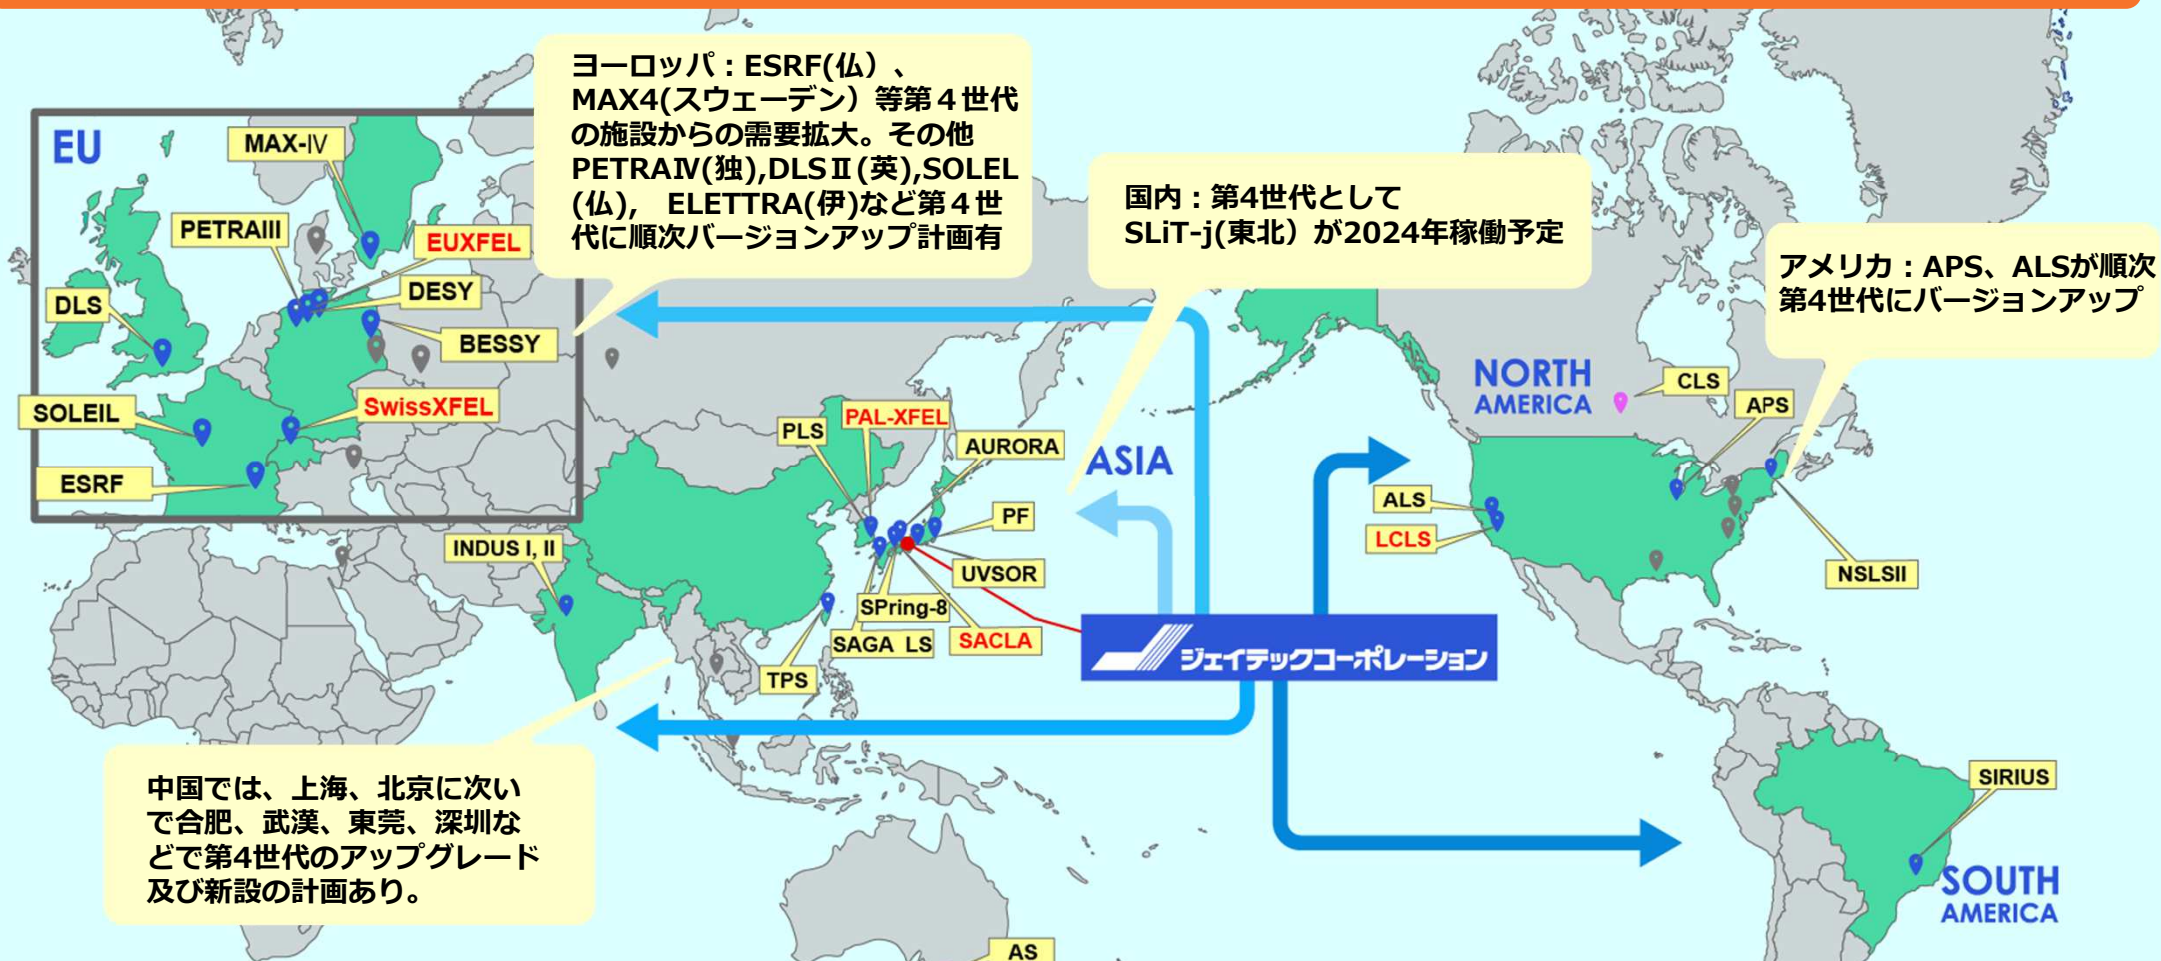 ヨーロッパ：ESRF(仏）、
MAX4(スウェーデン）等第４世代
の施設からの需要拡大。その他
PETRAⅣ(独),DLSⅡ(英),SOLEL
(仏),　ELETTRA(伊)など第４世
代に順次バージョンアップ計画有
国内：第4世代として
SLiT-j(東北）が2024年稼働予定
アメリカ：APS、ALSが順次
第4世代にバージョンアップ
EU
MAX-IV
PETRAIII
EUXFEL
DLS
DESY
BESSY
SOLEIL
SwissXFEL
ESRF
PLS
PAL-XFEL
AURORA
ASIA
PF
INDUS I, II
UVSOR
SPring-8
SAGA LS
SACLA
TPS
NORTH
AMERICA
CLS
APS
ALS
LCLS
NSLSII
ジェイテックコーポレーション
中国では、上海、北京に次い
で合肥、武漢、東莞、深圳な
どで第4世代のアップグレード
及び新設の計画あり。
SIRIUS
SOUTH
AMERICA
AS